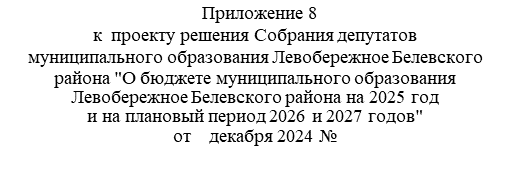 Приложение 8
к проекту решения Собрания депутатов
муниципального образования Левобережное Белевского
района "О бюджете муниципального образования
Левобережное Белевского района на 2025 год
и на плановый период 2026 и 2027 годов"
от декабря 2024 №